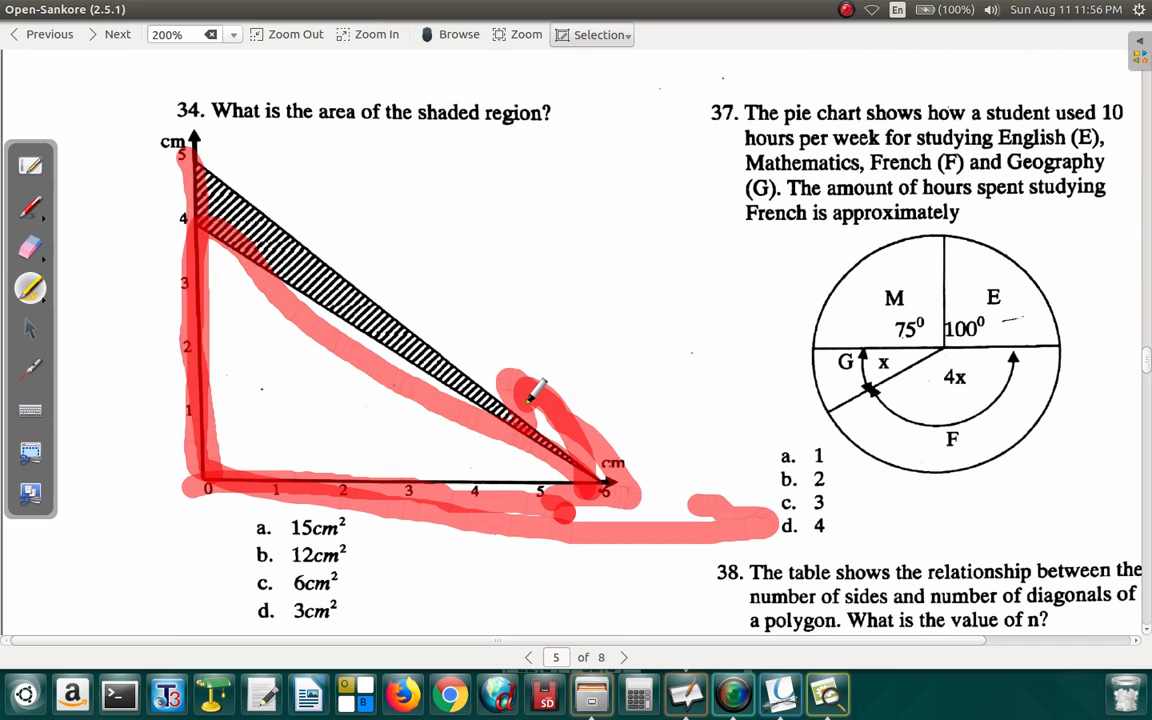 Open-Sankore (2.5.1)
En (100%) Sun Aug 11 11:56 PM
Previous Next 200% Zoom Out Zoom In Browse Zoom Selection
34. What is the area of the shaded region?
cm
5
4
3
2
1
cm
0 1 2 3 4 5 6
a. 15cm²
b. 12cm²
c. 6cm²
d. 3cm²
37. The pie chart shows how a student used 10
hours per week for studying English (E),
Mathematics, French (F) and Geography
(G). The amount of hours spent studying
French is approximately
M E
75⁰ 100⁰
G x
4x
F
a. 1
b. 2
c. 3
d. 4
38. The table shows the relationship between the
number of sides and number of diagonals of
a polygon. What is the value of n?
5 of 8
T3
SD